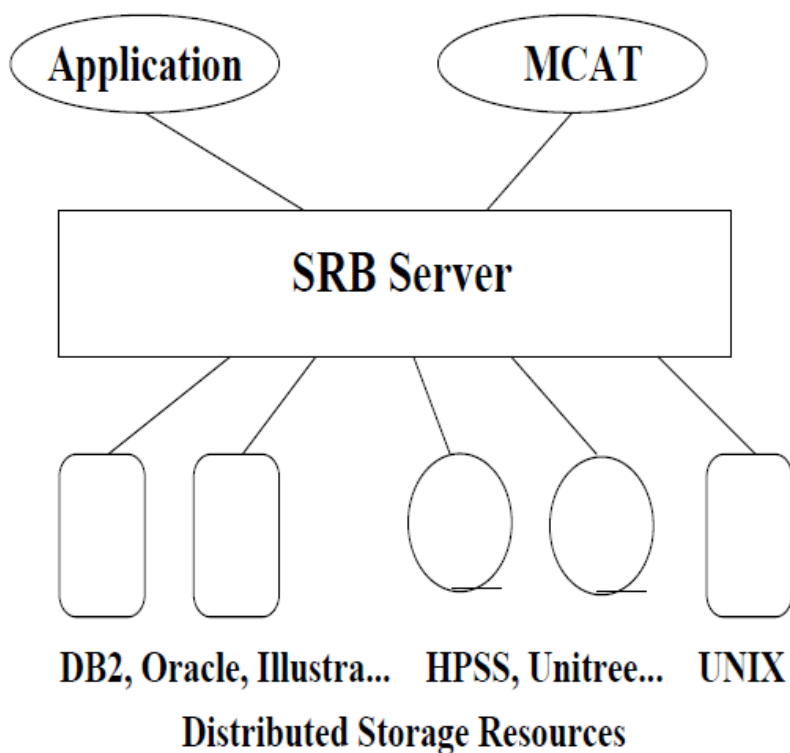 Application
MCAT
SRB Server
DB2, Oracle, Illustra...
HPSS, Unitree...
UNIX
Distributed Storage Resources